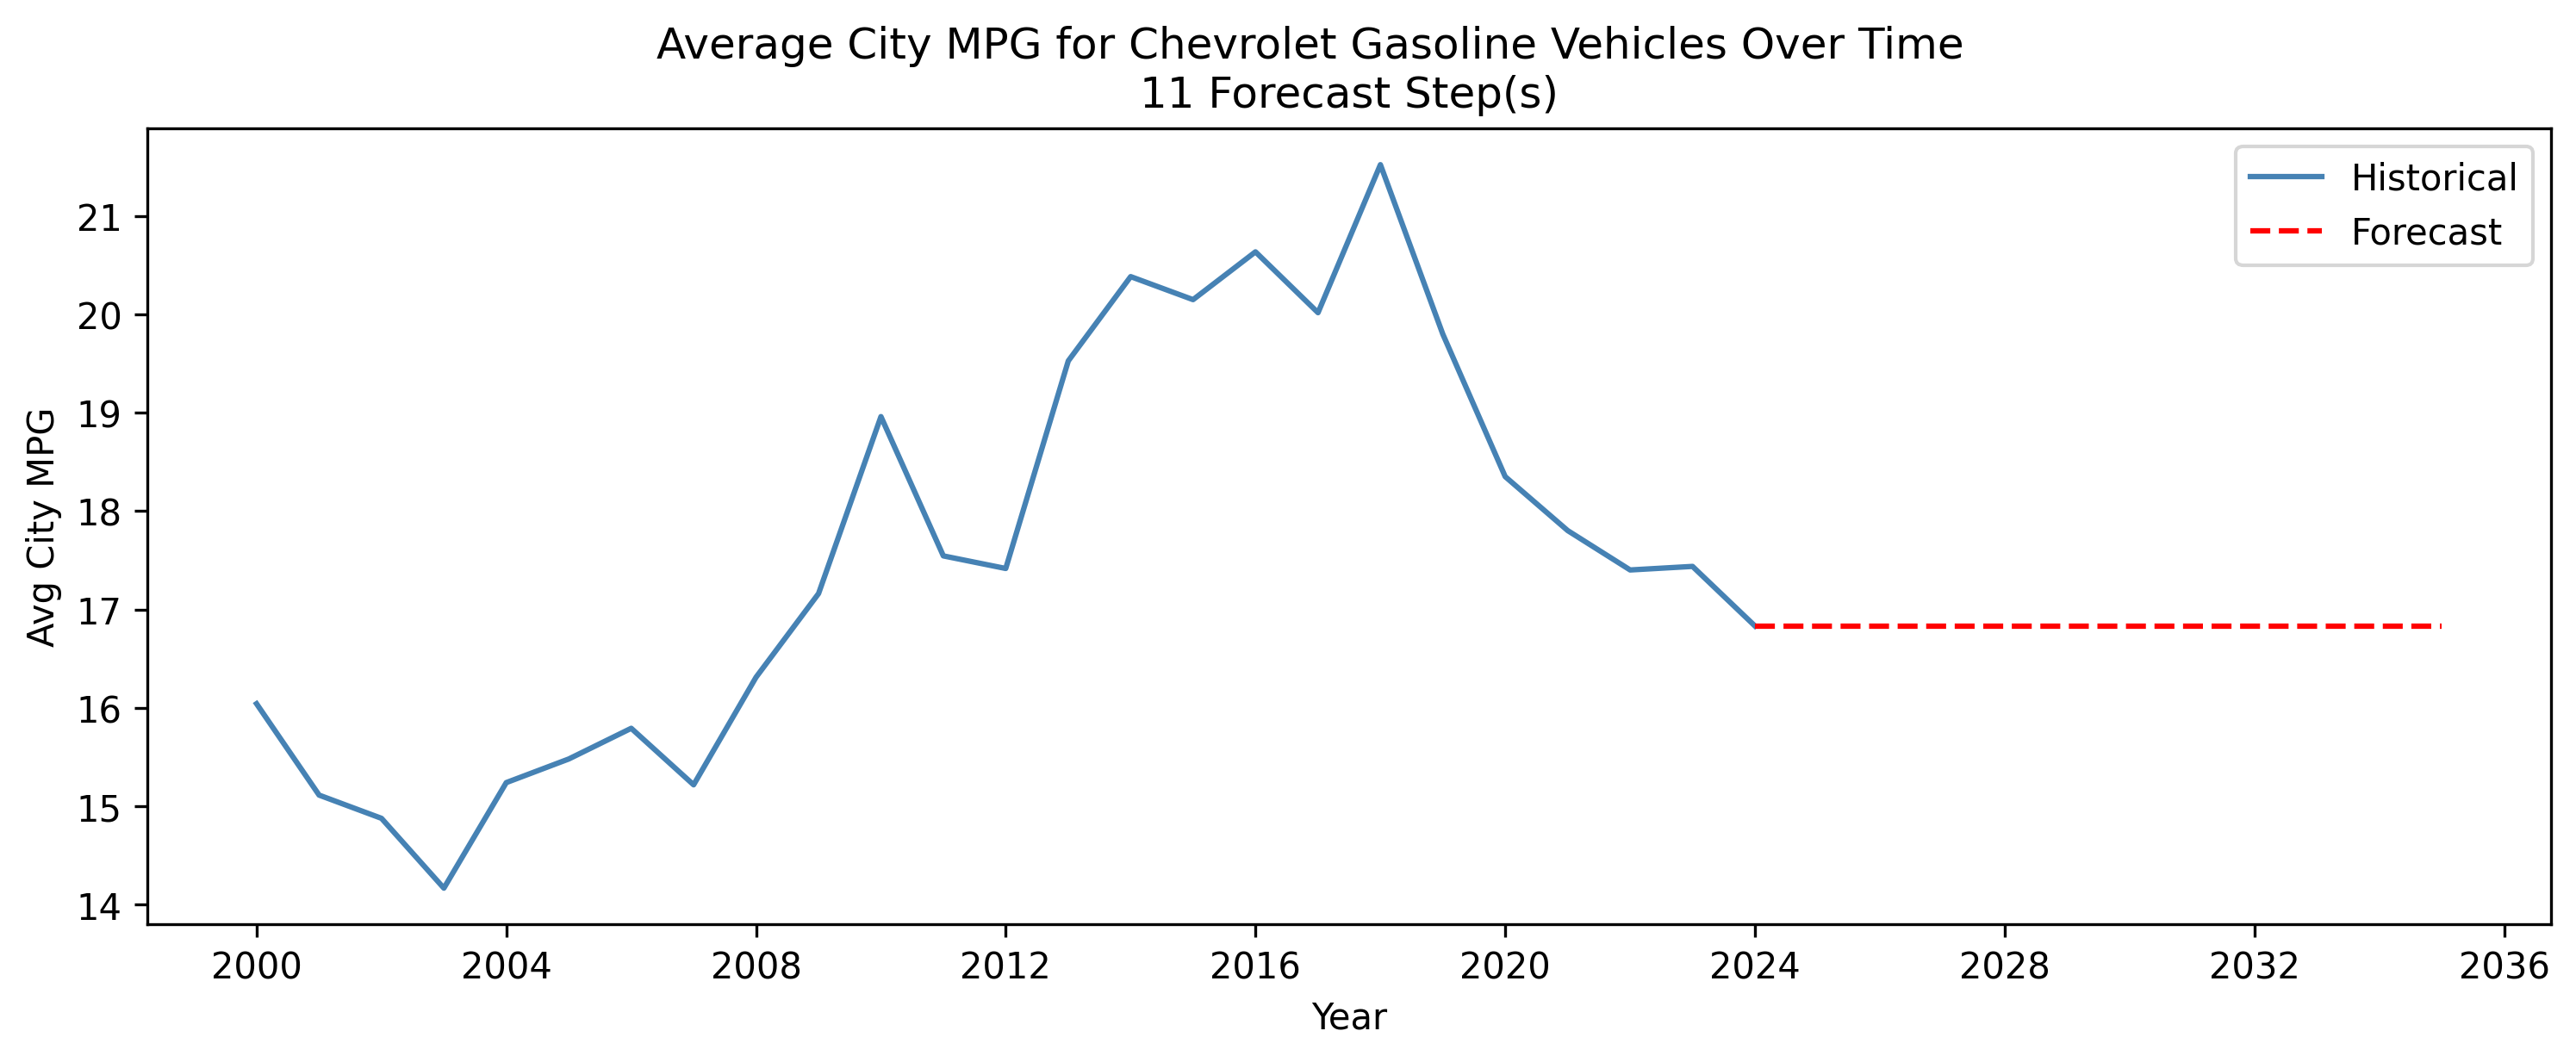 Average City MPG for Chevrolet Gasoline Vehicles Over Time
11 Forecast Step(s)
Historical
Forecast
Avg City MPG
21
20
19
18
17
16
15
14
2000 2004 2008 2012 2016 2020 2024 2028 2032 2036
Year